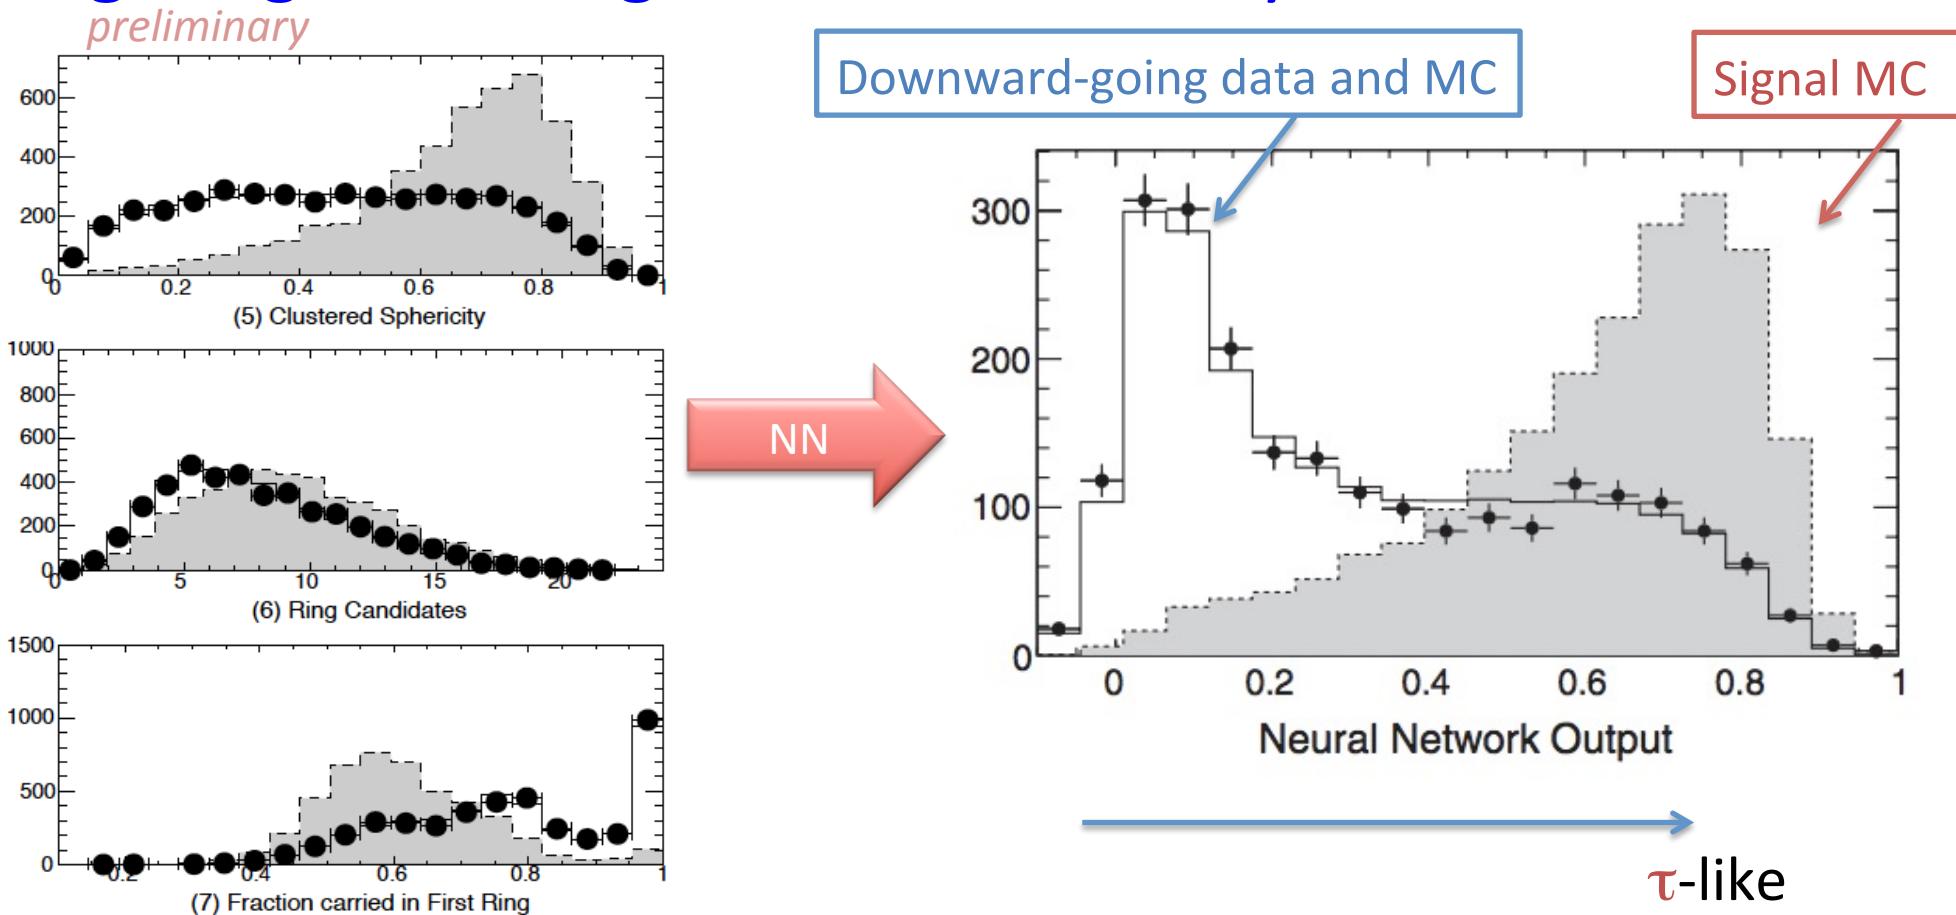 preliminary
Downward-going data and MC
Signal MC
600
400
200
0
0 0.2 0.4 0.6 0.8 1
(5) Clustered Sphericity
1000
800
600
400
200
0
0 5 10 15 20
(6) Ring Candidates
1500
1000
500
0
0.2 0.4 0.6 0.8 1
(7) Fraction carried in First Ring
NN
300
200
100
0
0 0.2 0.4 0.6 0.8 1
Neural Network Output
τ-like